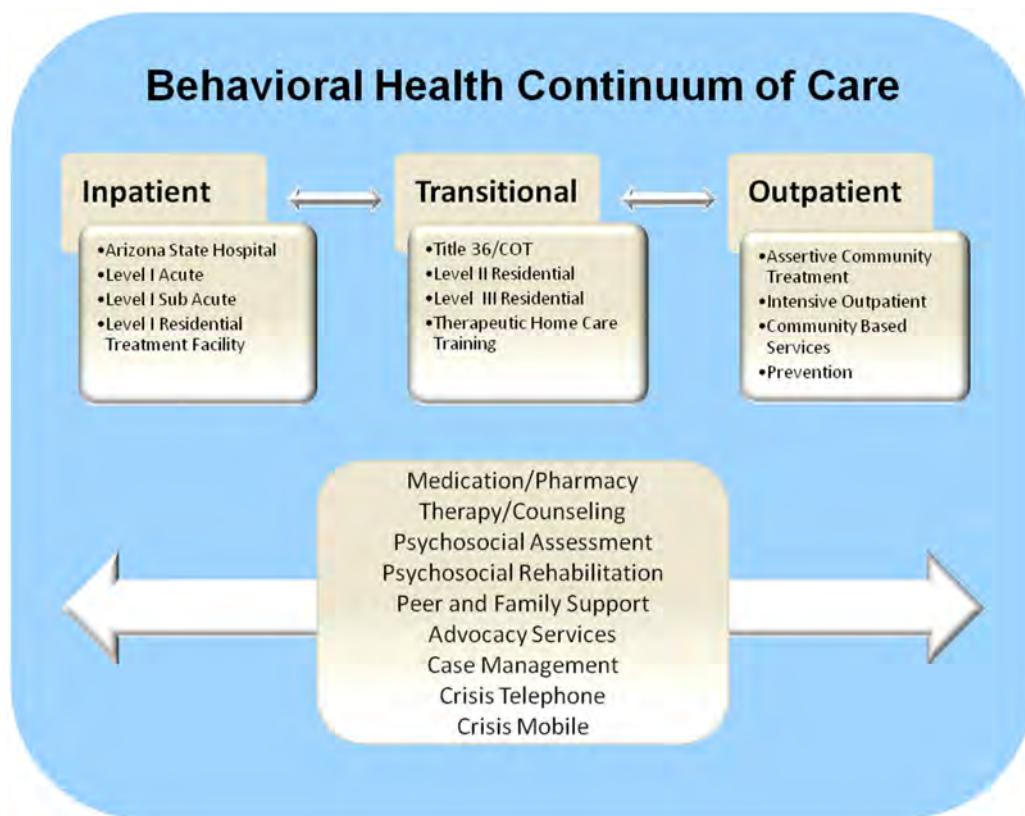 Behavioral Health Continuum of Care
Inpatient
•Arizona State Hospital
•Level I Acute
•Level I Sub Acute
•Level I Residential
Treatment Facility
Transitional
•Title 36/COT
•Level II Residential
•Level  III Residential
•Therapeutic Home Care
Training
Outpatient
•Assertive Community
Treatment
•Intensive Outpatient
•Community Based
Services
•Prevention
Medication/Pharmacy
Therapy/Counseling
Psychosocial Assessment
Psychosocial Rehabilitation
Peer and Family Support
Advocacy Services
Case Management
Crisis Telephone
Crisis Mobile